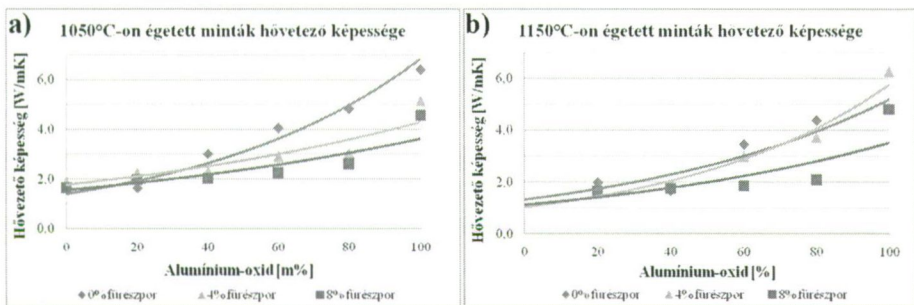 a) 1050°C-on égetett minták hővetező képessége
Hővezető képesség [W/mK]
6,0
4,0
2,0
0,0
0 20 40 60 80 100
Alumínium-oxid [m%]
0% fűrészpor 4% fűrészpor 8% fűrészpor
b) 1150°C-on égetett minták hővetező képessége
Hővezető képesség [W/mK]
6,0
4,0
2,0
0,0
0 20 40 60 80 100
Alumínium-oxid [%]
0% fűrészpor 4% fűrészpor 8% fűrészpor